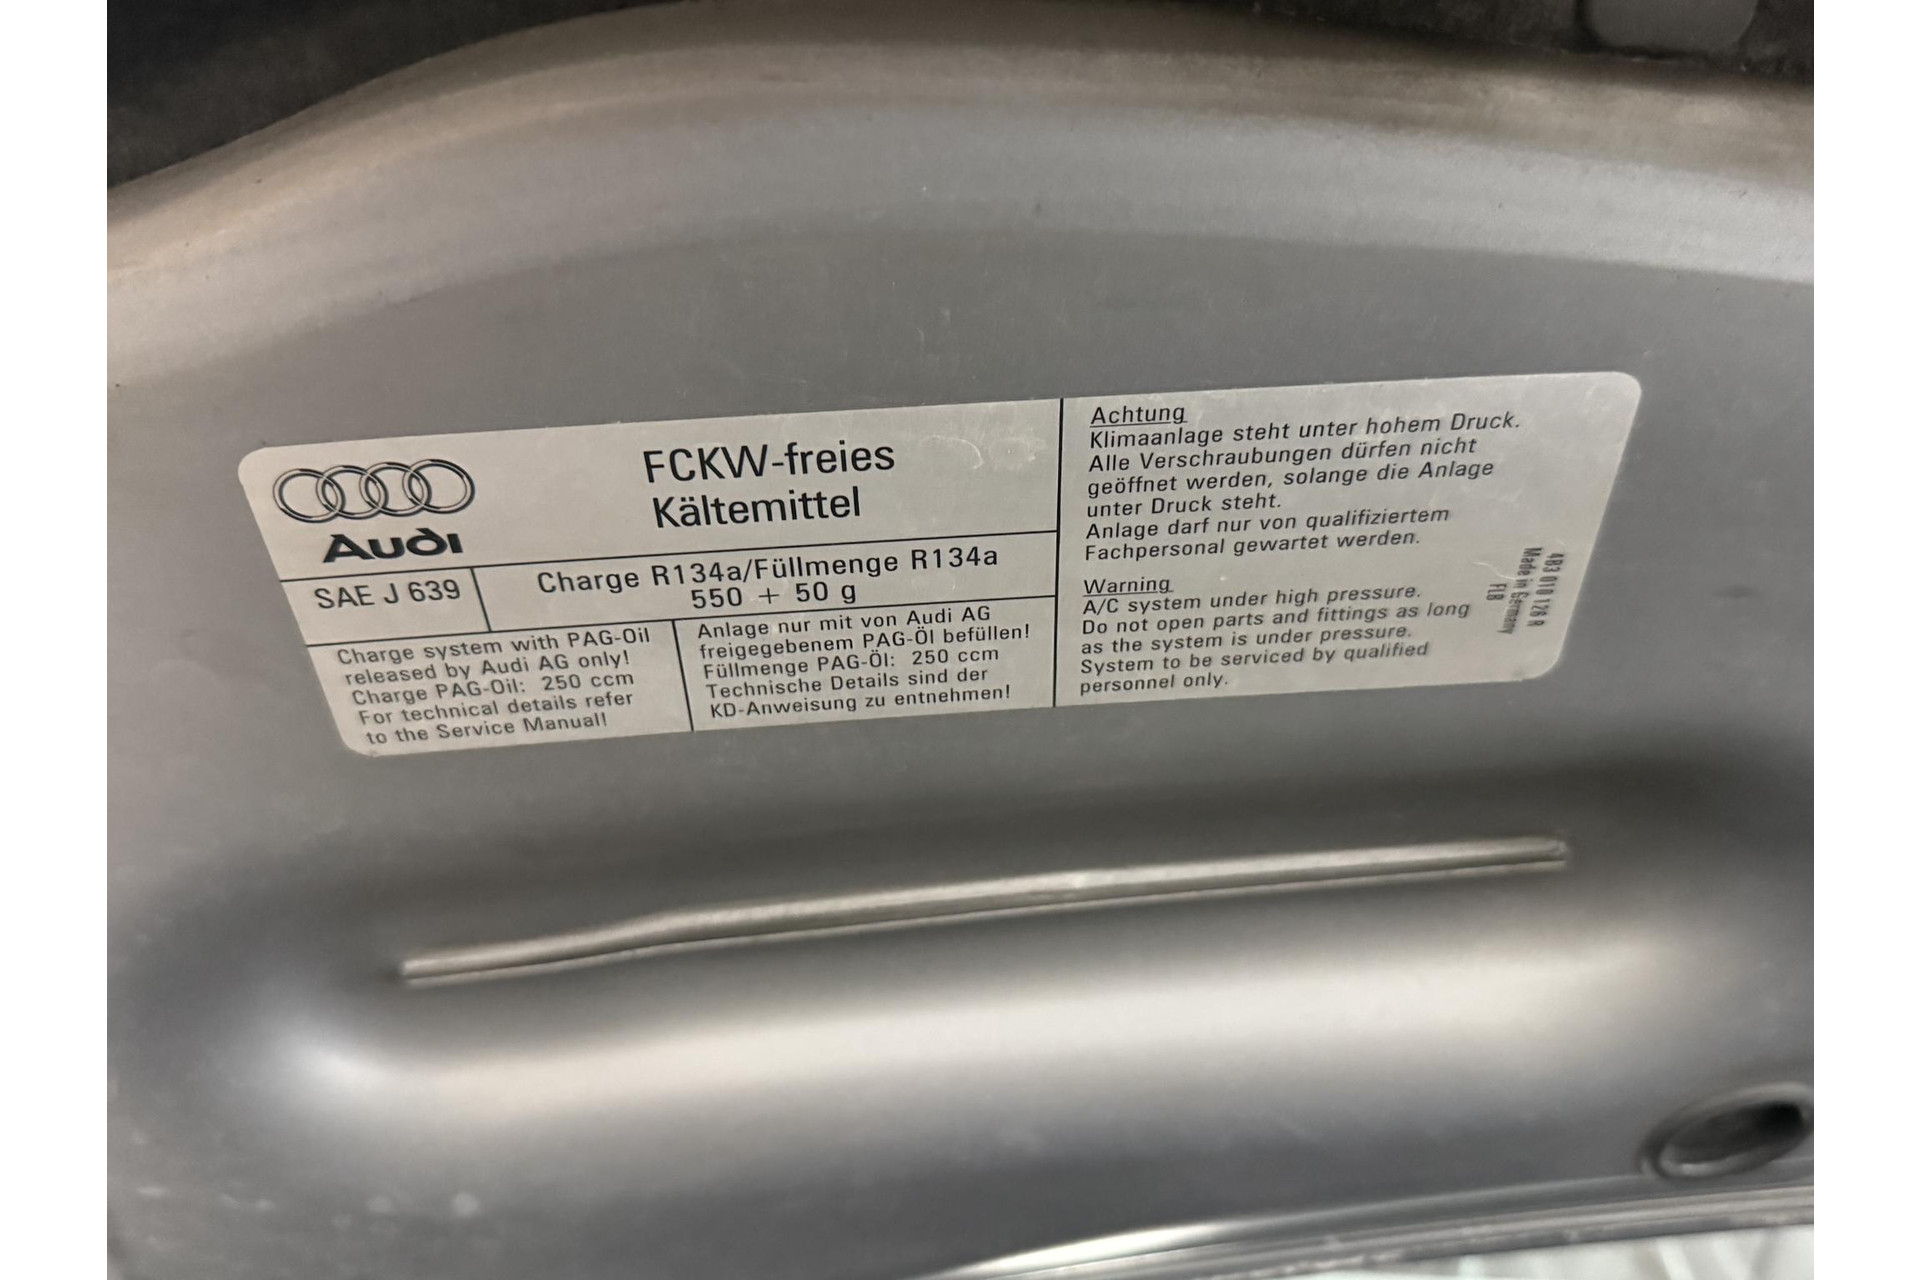 Audi
FCKW-freies
Kältemittel
SAE J 639
Charge R134a/Füllmenge R134a
550 + 50 g
Charge system with PAG-Oil
released by Audi AG only!
Charge PAG-Oil: 250 ccm
For technical details refer
to the Service Manual!
Anlage nur mit von Audi AG
freigegebenem PAG-Öl befüllen!
Füllmenge PAG-Öl: 250 ccm
Technische Details sind der
KD-Anweisung zu entnehmen!
Achtung
Klimaanlage steht unter hohem Druck.
Alle Verschraubungen dürfen nicht
geöffnet werden, solange die Anlage
unter Druck steht.
Anlage darf nur von qualifiziertem
Fachpersonal gewartet werden.
Warning
A/C system under high pressure.
Do not open parts and fittings as long
as the system is under pressure.
System to be serviced by qualified
personnel only.
4B3 010 126 R
Made in Germany
FLB